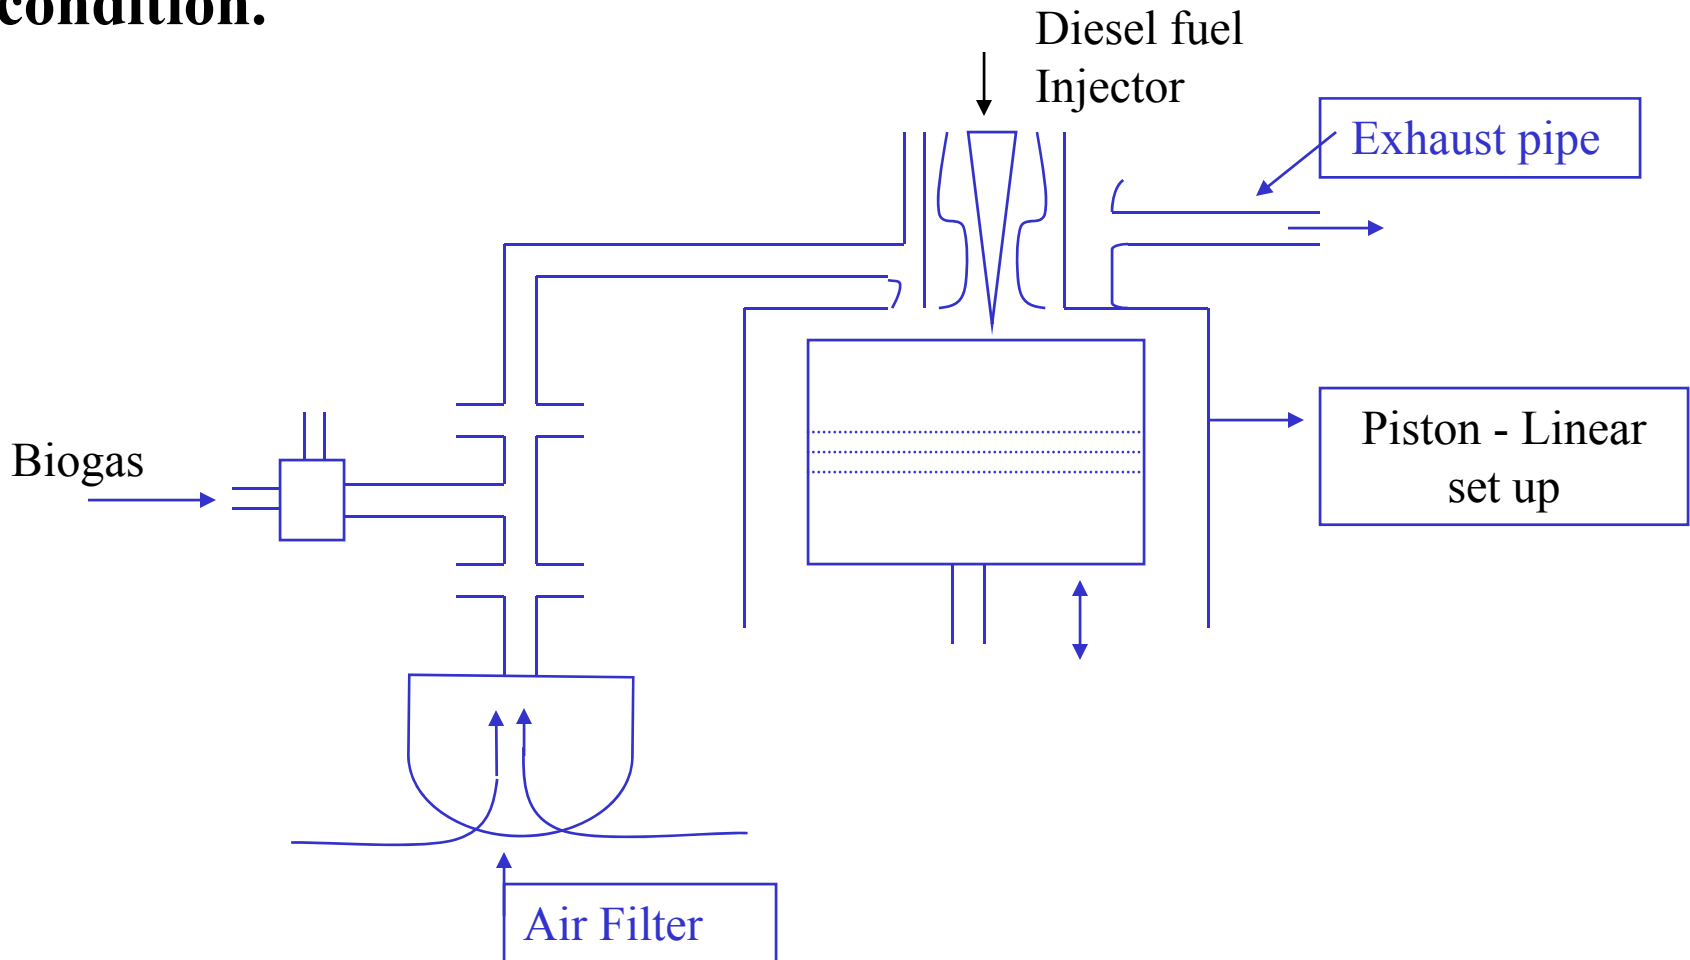 condition.
Diesel fuel
Injector
Exhaust pipe
Biogas
Piston - Linear
set up
Air Filter